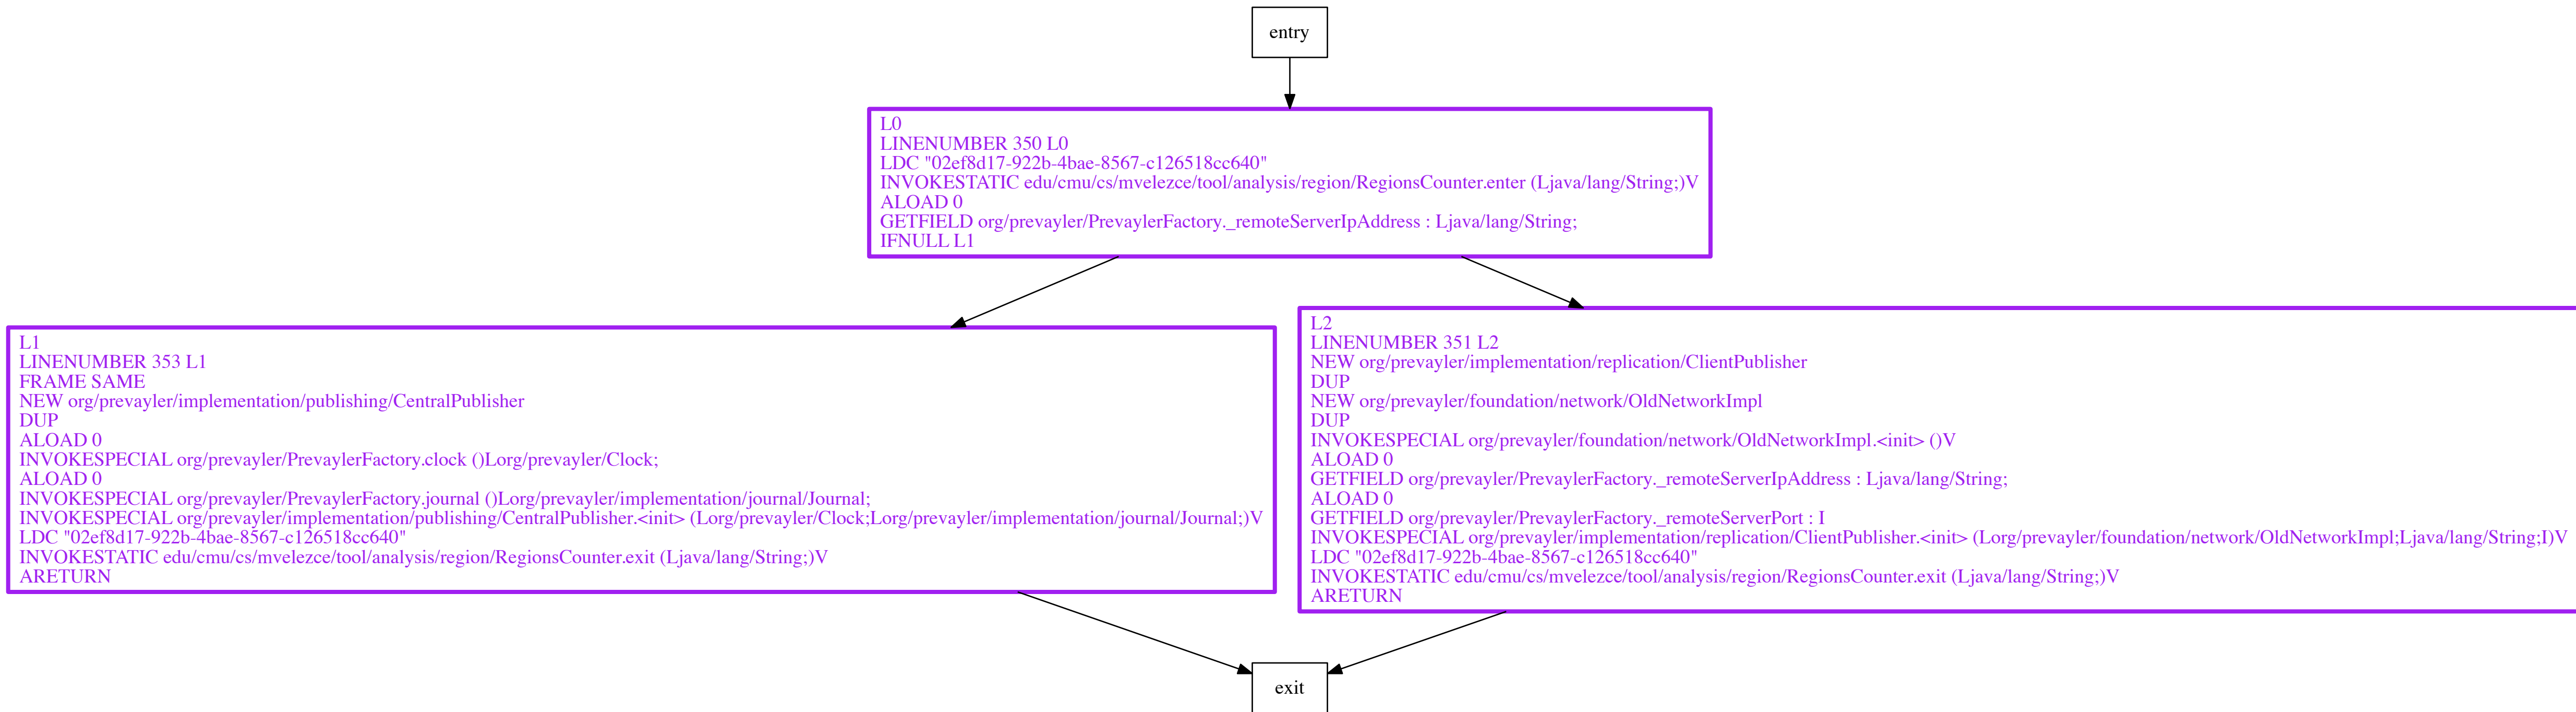 entry
L0
LINENUMBER 350 L0
LDC "02ef8d17-922b-4bae-8567-c126518cc640"
INVOKESTATIC edu/cmu/cs/mvelezce/tool/analysis/region/RegionsCounter.enter (Ljava/lang/String;)V
ALOAD 0
GETFIELD org/prevayler/PrevaylerFactory._remoteServerIpAddress : Ljava/lang/String;
IFNULL L1
L1
LINENUMBER 353 L1
FRAME SAME
NEW org/prevayler/implementation/publishing/CentralPublisher
DUP
ALOAD 0
INVOKESPECIAL org/prevayler/PrevaylerFactory.clock ()Lorg/prevayler/Clock;
ALOAD 0
INVOKESPECIAL org/prevayler/PrevaylerFactory.journal ()Lorg/prevayler/implementation/journal/Journal;
INVOKESPECIAL org/prevayler/implementation/publishing/CentralPublisher.<init> (Lorg/prevayler/Clock;Lorg/prevayler/implementation/journal/Journal;)V
LDC "02ef8d17-922b-4bae-8567-c126518cc640"
INVOKESTATIC edu/cmu/cs/mvelezce/tool/analysis/region/RegionsCounter.exit (Ljava/lang/String;)V
ARETURN
L2
LINENUMBER 351 L2
NEW org/prevayler/implementation/replication/ClientPublisher
DUP
NEW org/prevayler/foundation/network/OldNetworkImpl
DUP
INVOKESPECIAL org/prevayler/foundation/network/OldNetworkImpl.<init> ()V
ALOAD 0
GETFIELD org/prevayler/PrevaylerFactory._remoteServerIpAddress : Ljava/lang/String;
ALOAD 0
GETFIELD org/prevayler/PrevaylerFactory._remoteServerPort : I
INVOKESPECIAL org/prevayler/implementation/replication/ClientPublisher.<init> (Lorg/prevayler/foundation/network/OldNetworkImpl;Ljava/lang/String;I)V
LDC "02ef8d17-922b-4bae-8567-c126518cc640"
INVOKESTATIC edu/cmu/cs/mvelezce/tool/analysis/region/RegionsCounter.exit (Ljava/lang/String;)V
ARETURN
exit